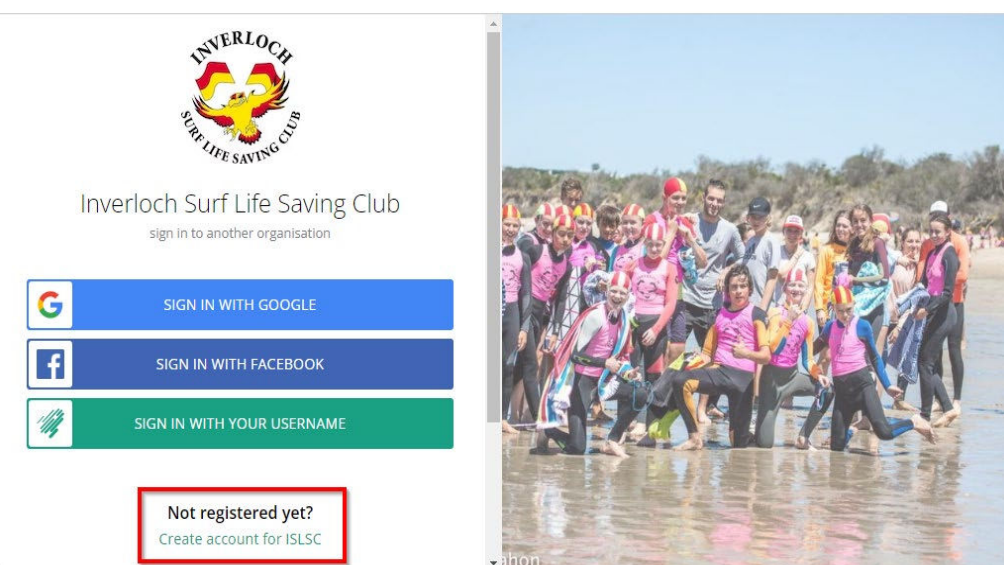 INVERLOCH
SURF LIFE SAVING CLUB
Inverloch Surf Life Saving Club
sign in to another organisation
SIGN IN WITH GOOGLE
SIGN IN WITH FACEBOOK
SIGN IN WITH YOUR USERNAME
Not registered yet?
Create account for ISLSC
ahon